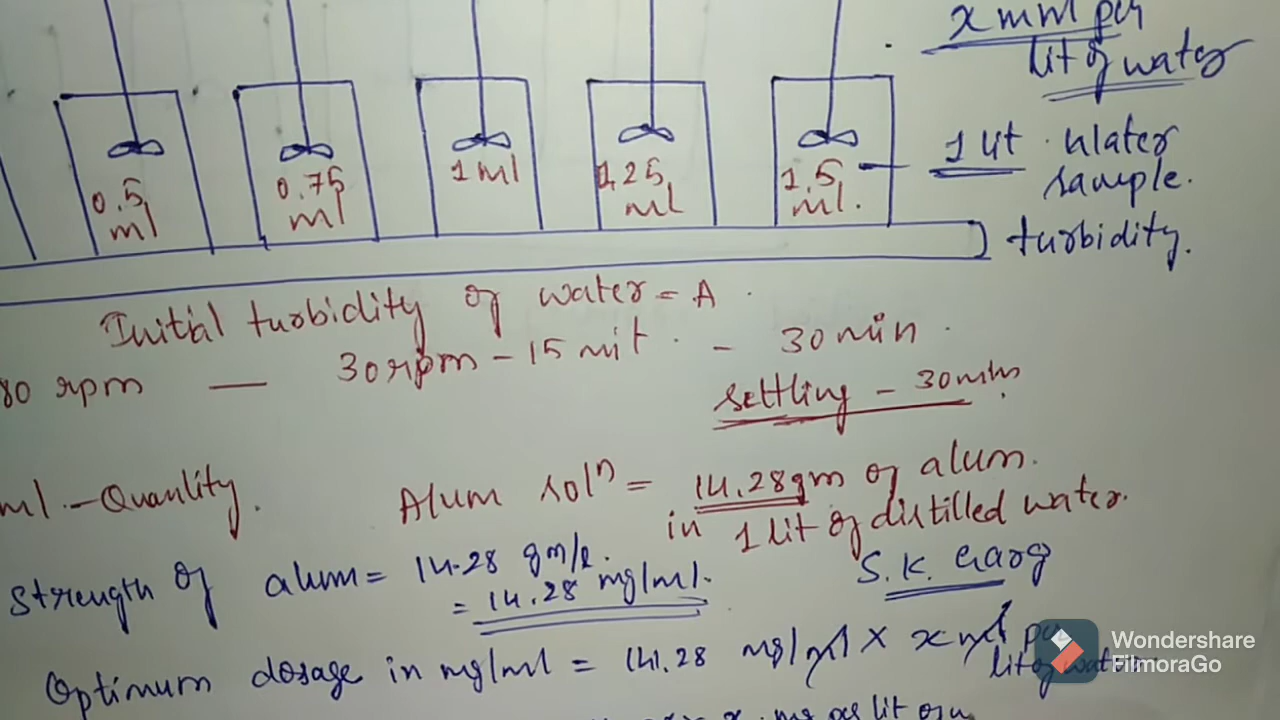 x ml per
lit of water
0.5 ml
0.75 ml
1 ml
1.25 ml
1.5 ml.
1 lit water sample.
turbidity.
Initial turbidity of water = A.
80 rpm — 30 rpm - 15 mit. - 30 min.
settling - 30 min.
ml. - Quantity.
Alum solⁿ = 14.28 gm of alum.
in 1 lit of distilled water.
Strength of alum = 14.28 gm/l.
= 14.28 mg/ml.
S.K. Garg
Optimum dosage in mg/ml = 14.28 mg/ml × x ml per
lit of water
Wondershare
FilmoraGo